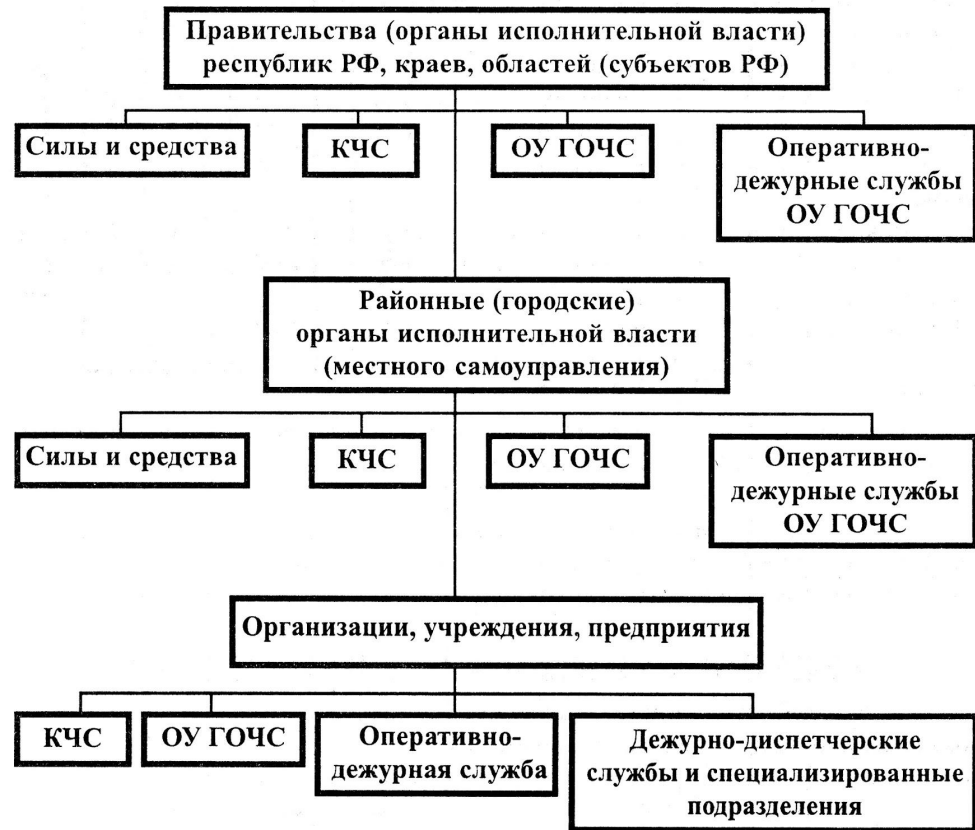 Правительства (органы исполнительной власти)
республик РФ, краев, областей (субъектов РФ)
Силы и средства
КЧС
ОУ ГОЧС
Оперативно-
дежурные службы
ОУ ГОЧС
Районные (городские)
органы исполнительной власти
(местного самоуправления)
Силы и средства
КЧС
ОУ ГОЧС
Оперативно-
дежурные службы
ОУ ГОЧС
Организации, учреждения, предприятия
КЧС
ОУ ГОЧС
Оперативно-
дежурная служба
Дежурно-диспетчерские
службы и специализированные
подразделения